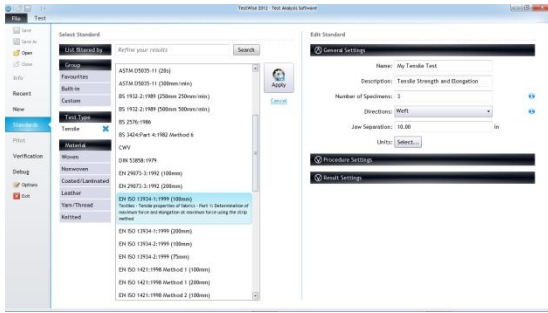 TestWise 2012 - Test Analysis Software
File
Test
Save
Save As
Open
Close
Info
Recent
New
Standards
Print
Verification
Debug
Options
Exit
Select Standard
List filtered by
Refine your results
Search
Group
Favourites
Built-in
Custom
Test Type
Tensile
Material
Woven
Nonwoven
Coated/Laminated
Leather
Yarn/Thread
Knitted
ASTM D5035-11 (20s)
ASTM D5035-11 (300mm/min)
BS 1932-2:1989 (250mm 250mm/min)
BS 1932-2:1989 (500mm 500mm/min)
BS 2576:1986
BS 3424:Part 4:1982 Method 6
CWV
DIN 53858:1979
EN 29073-3:1992 (100mm)
EN 29073-3:1992 (200mm)
EN ISO 13934-1:1999 (100mm)
Textiles - Tensile properties of fabrics - Part 1: Determination of
maximum force and elongation at maximum force using the strip
method
EN ISO 13934-1:1999 (200mm)
EN ISO 13934-2:1999 (100mm)
EN ISO 13934-2:1999 (75mm)
EN ISO 1421:1998 Method 1 (100mm)
EN ISO 1421:1998 Method 1 (200mm)
EN ISO 1421:1998 Method 2 (100mm)
Apply
Cancel
Edit Standard
General Settings
Name: My Tensile Test
Description: Tensile Strength and Elongation
Number of Specimens: 3
Directions: Weft
Jaw Separation: 10.00 in
Units: Select...
Procedure Settings
Result Settings